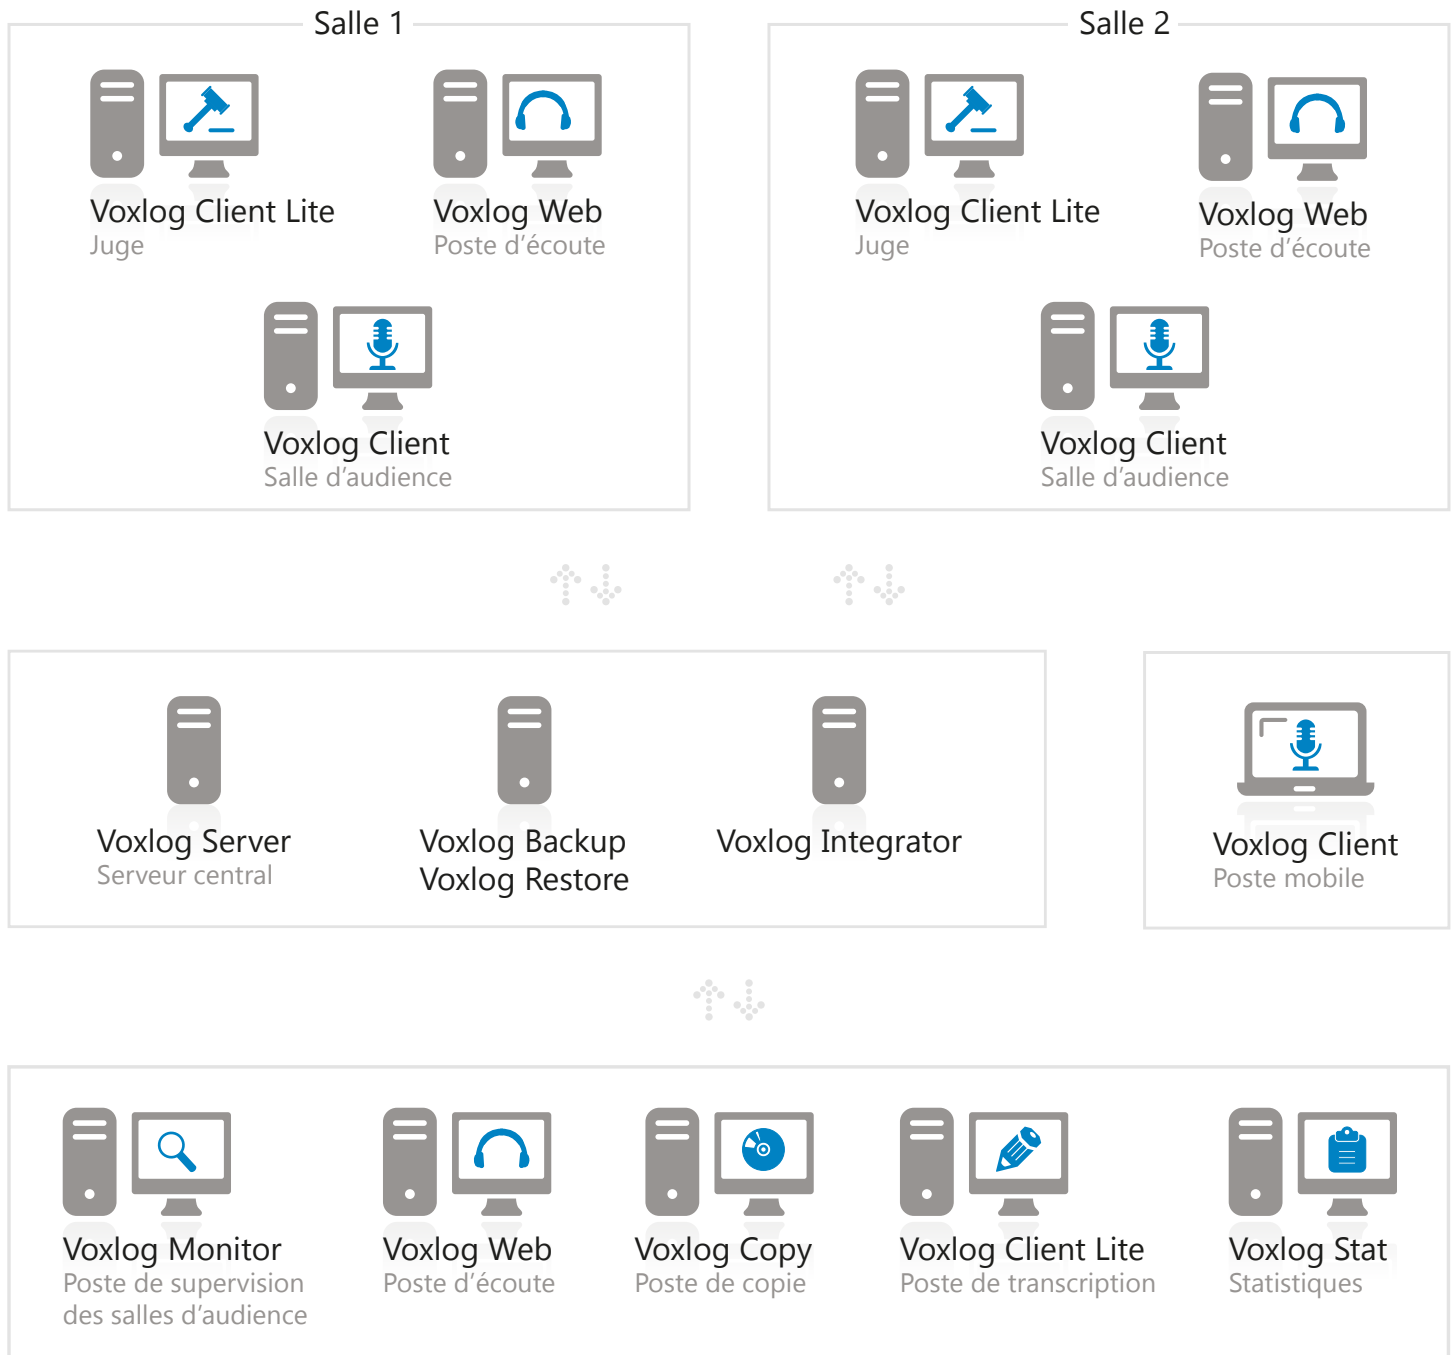 Salle 1
Voxlog Client Lite
Juge
Voxlog Web
Poste d'écoute
Voxlog Client
Salle d'audience
Salle 2
Voxlog Client Lite
Juge
Voxlog Web
Poste d'écoute
Voxlog Client
Salle d'audience
Voxlog Server
Serveur central
Voxlog Backup
Voxlog Restore
Voxlog Integrator
Voxlog Client
Poste mobile
Voxlog Monitor
Poste de supervision
des salles d'audience
Voxlog Web
Poste d'écoute
Voxlog Copy
Poste de copie
Voxlog Client Lite
Poste de transcription
Voxlog Stat
Statistiques